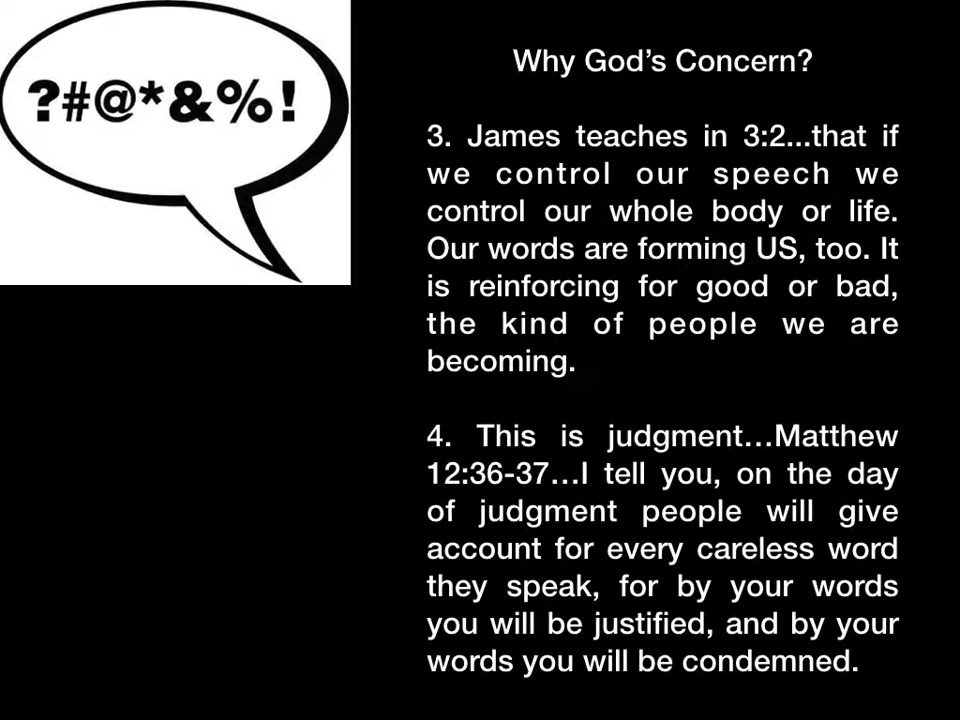 ?#@*&%!
Why God’s Concern?
3. James teaches in 3:2...that if
we control our speech we
control our whole body or life.
Our words are forming US, too. It
is reinforcing for good or bad,
the kind of people we are
becoming.
4. This is judgment…Matthew
12:36-37…I tell you, on the day
of judgment people will give
account for every careless word
they speak, for by your words
you will be justified, and by your
words you will be condemned.